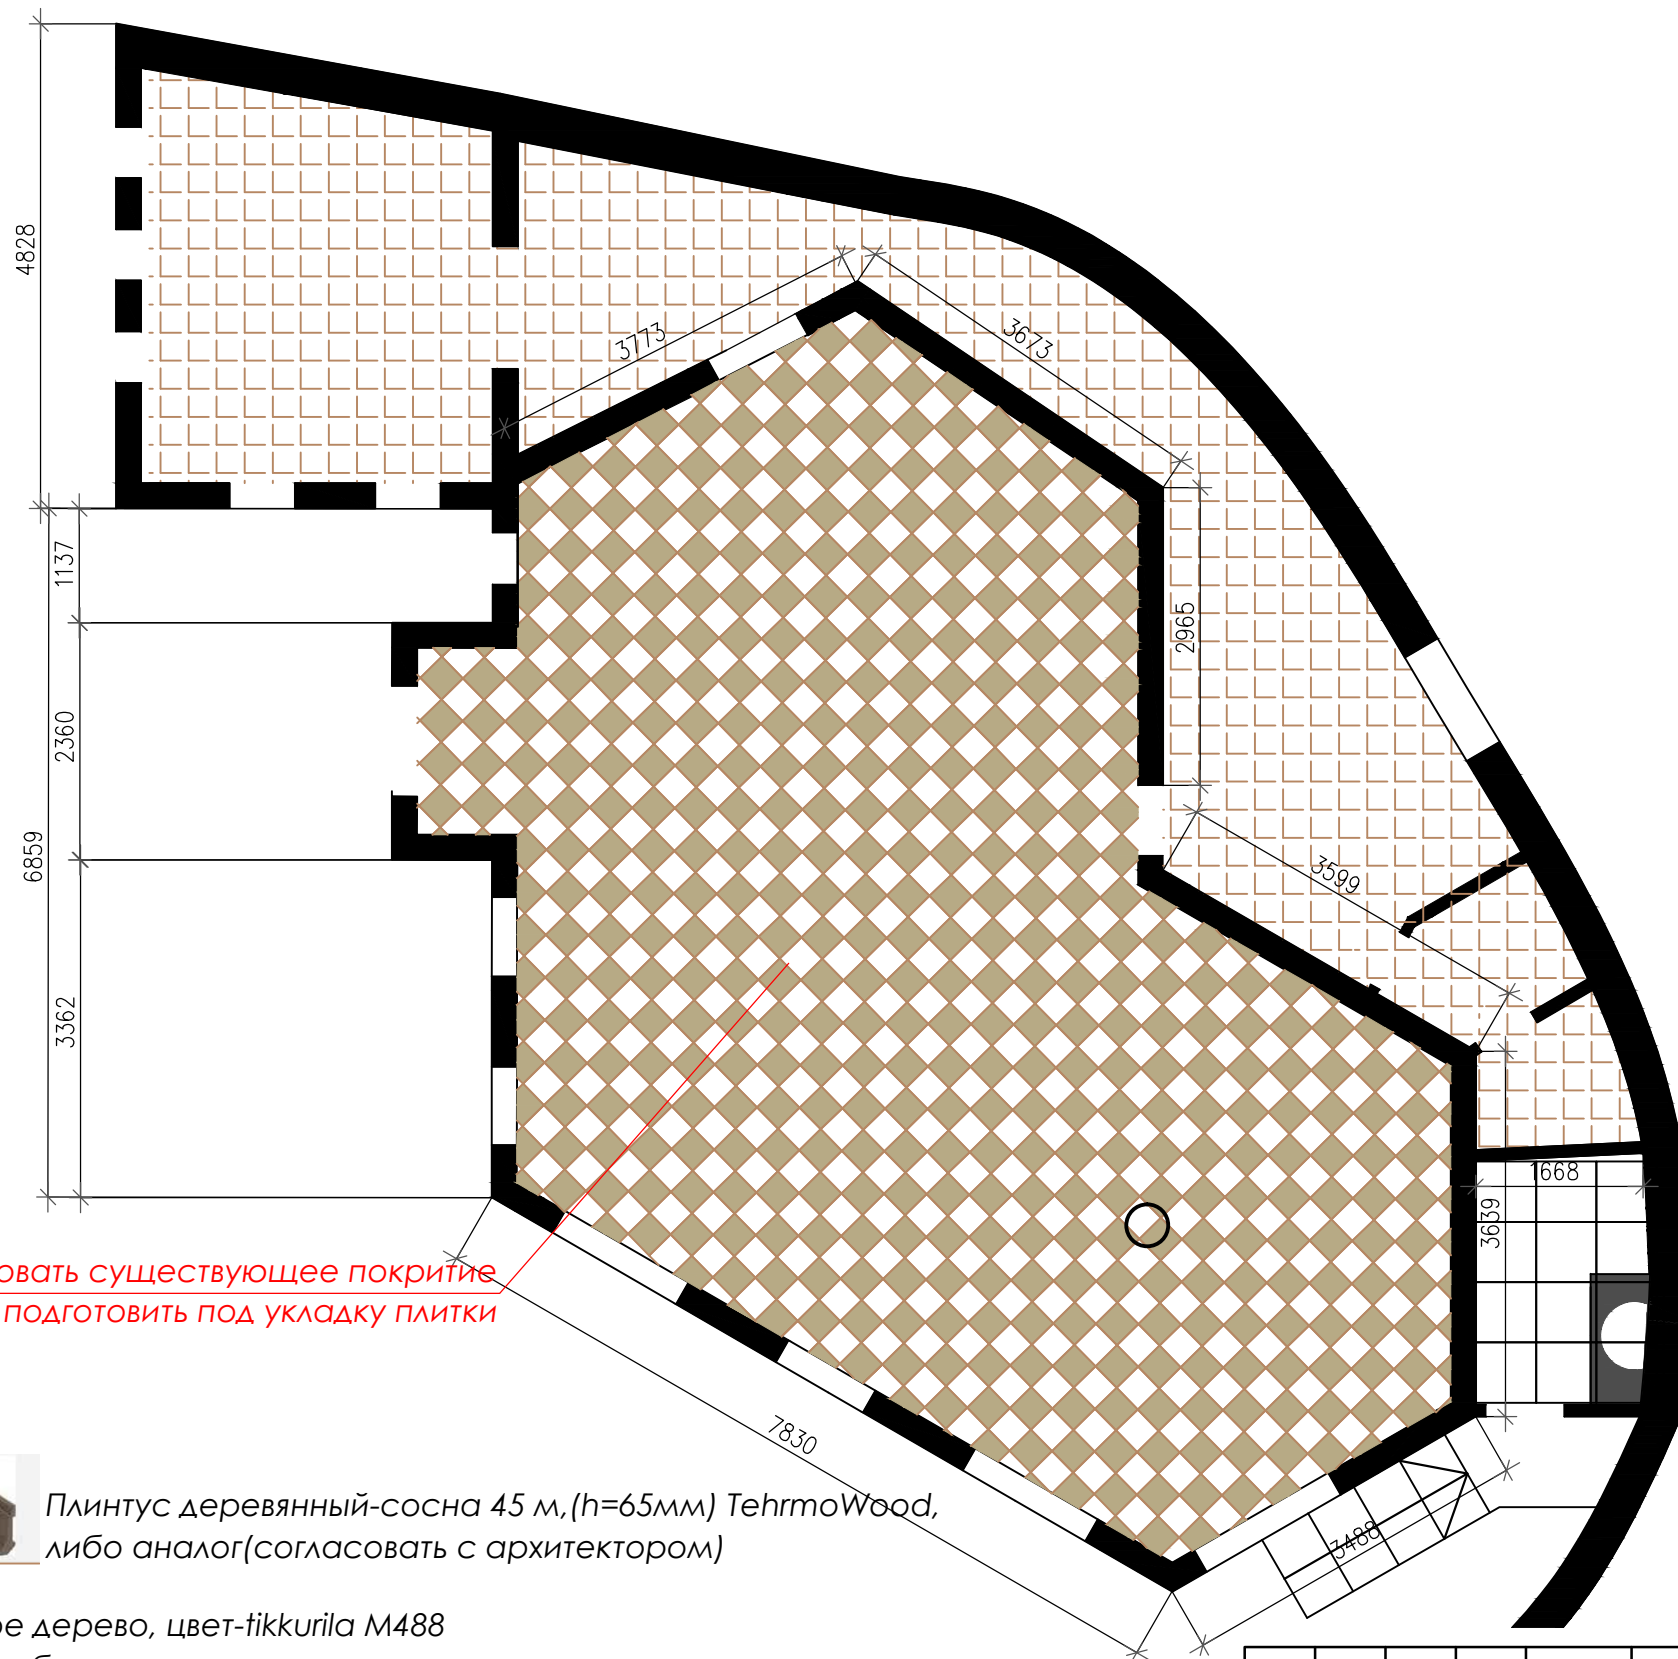 4828
3773
3673
1137
2965
2360
6859
3599
3362
1668
3639
существующее покритие
подготовить под укладку плитки
7830
3488
Плинтус деревянный-сосна 45 м,(h=65мм) TehrmoWood,
либо аналог(согласовать с архитектором)
дерево, цвет-tikkurila M488